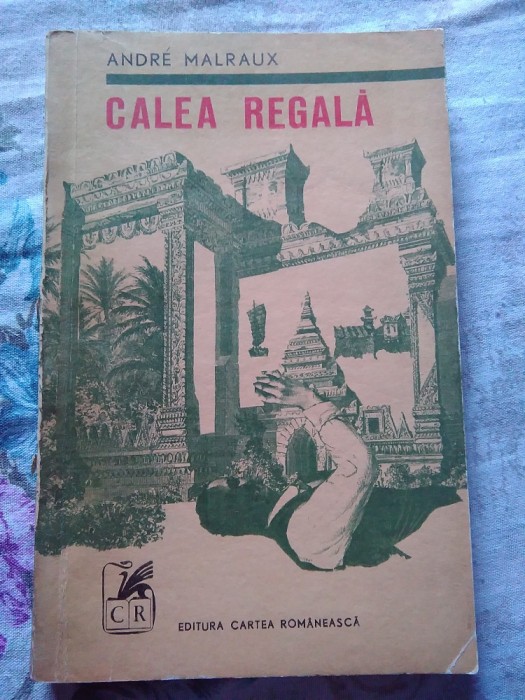 ANDRÉ MALRAUX
CALEA REGALĂ
CR
EDITURA CARTEA ROMÂNEASCĂ